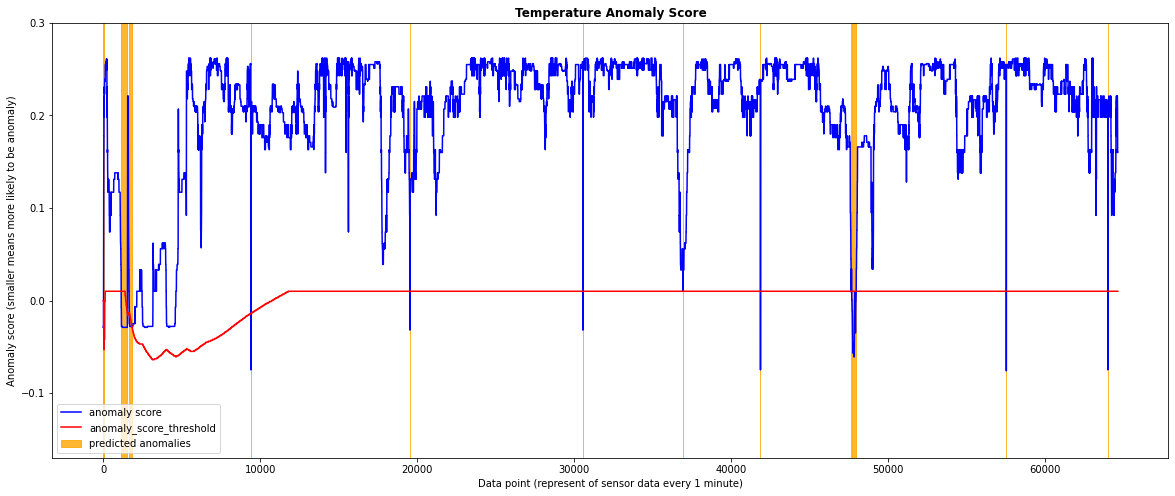 Temperature Anomaly Score
Anomaly score (smaller means more likely to be anomaly)
0.3
0.2
0.1
0.0
−0.1
anomaly score
anomaly_score_threshold
predicted anomalies
0 10000 20000 30000 40000 50000 60000
Data point (represent of sensor data every 1 minute)